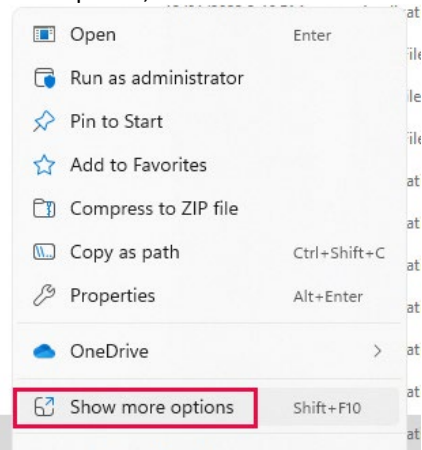 Open Enter
Run as administrator
Pin to Start
Add to Favorites
Compress to ZIP file
Copy as path Ctrl+Shift+C
Properties Alt+Enter
OneDrive
Show more options Shift+F10